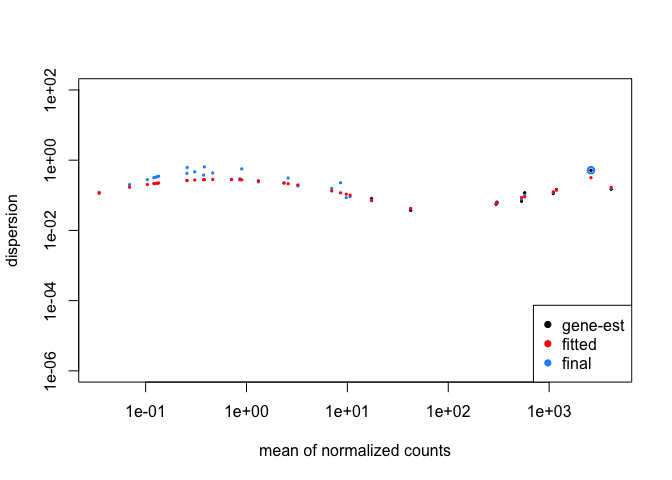 dispersion
1e+02
1e+00
1e-02
1e-04
1e-06
gene-est
fitted
final
1e-01 1e+00 1e+01 1e+02 1e+03
mean of normalized counts